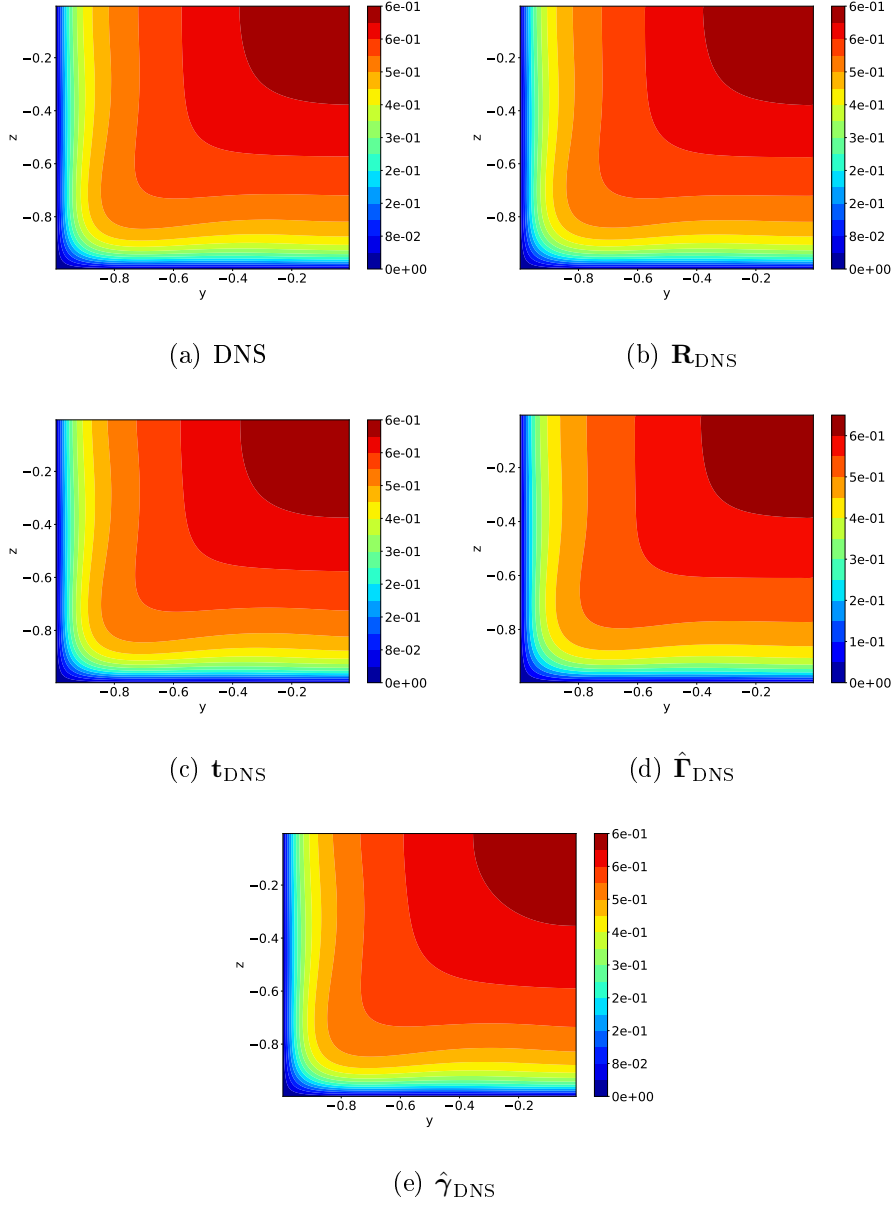 6e-01
6e-01
5e-01
4e-01
3e-01
2e-01
2e-01
8e-02
0e+00
−0.2
−0.4
−0.6
−0.8
z
−0.8
−0.6
−0.4
−0.2
y
(a) DNS
6e-01
6e-01
5e-01
4e-01
3e-01
2e-01
2e-01
8e-02
0e+00
−0.2
−0.4
−0.6
−0.8
z
−0.8
−0.6
−0.4
−0.2
y
(b) R_DNS
6e-01
6e-01
5e-01
4e-01
3e-01
2e-01
2e-01
8e-02
0e+00
−0.2
−0.4
−0.6
−0.8
z
−0.8
−0.6
−0.4
−0.2
y
(c) t_DNS
6e-01
5e-01
4e-01
3e-01
2e-01
1e-01
0e+00
−0.2
−0.4
−0.6
−0.8
z
−0.8
−0.6
−0.4
−0.2
y
(d) Γ̂_DNS
6e-01
6e-01
5e-01
4e-01
3e-01
2e-01
2e-01
8e-02
0e+00
−0.2
−0.4
−0.6
−0.8
z
−0.8
−0.6
−0.4
−0.2
y
(e) γ̂_DNS